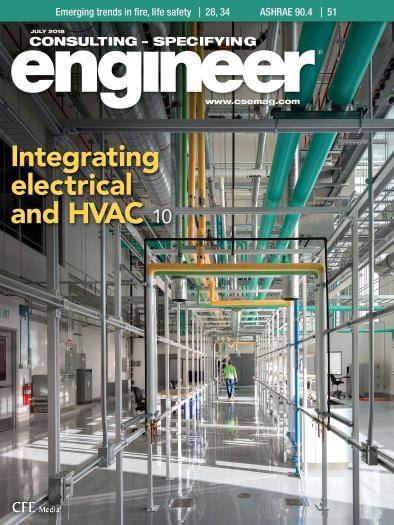 Emerging trends in fire, life safety | 28, 34 ASHRAE 90.4 | 51
JULY 2018
CONSULTING – SPECIFYING
engineer®
www.csemag.com
Integrating
electrical
and HVAC 10
CFE Media®